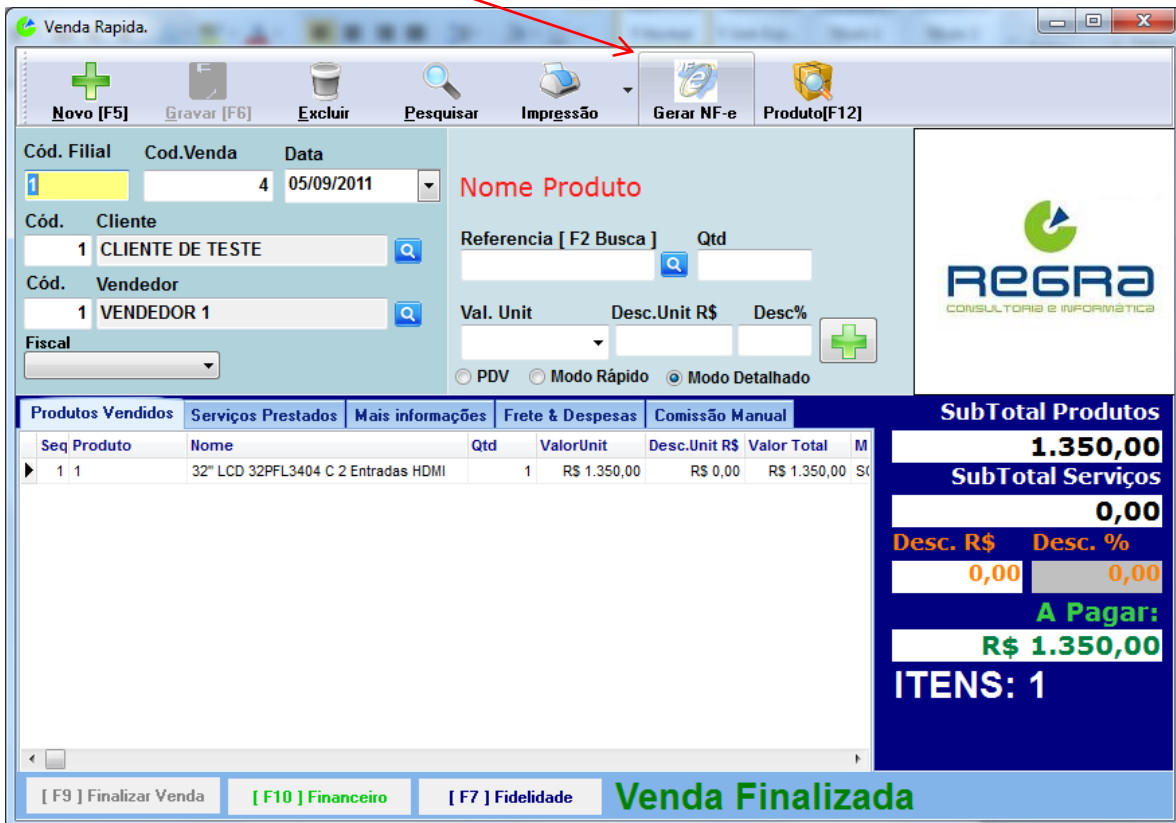 Venda Rapida.
Novo [F5] Gravar [F6] Excluir Pesquisar Impressão Gerar NF-e Produto[F12]
Cód. Filial Cod.Venda Data
1 4 05/09/2011
Nome Produto
Cód. Cliente
1 CLIENTE DE TESTE
Referencia [ F2 Busca ] Qtd
Cód. Vendedor
1 VENDEDOR 1
Val. Unit Desc.Unit R$ Desc%
Fiscal
PDV Modo Rápido Modo Detalhado
REGRA
CONSULTORIA E INFORMÁTICA
Produtos Vendidos Serviços Prestados Mais informações Frete & Despesas Comissão Manual
Seq Produto Nome Qtd ValorUnit Desc.Unit R$ Valor Total M
1 1 32" LCD 32PFL3404 C 2 Entradas HDMI 1 R$ 1.350,00 R$ 0,00 R$ 1.350,00
SubTotal Produtos
1.350,00
SubTotal Serviços
0,00
Desc. R$ Desc. %
0,00 0,00
A Pagar:
R$ 1.350,00
ITENS: 1
[ F9 ] Finalizar Venda [ F10 ] Financeiro [ F7 ] Fidelidade Venda Finalizada